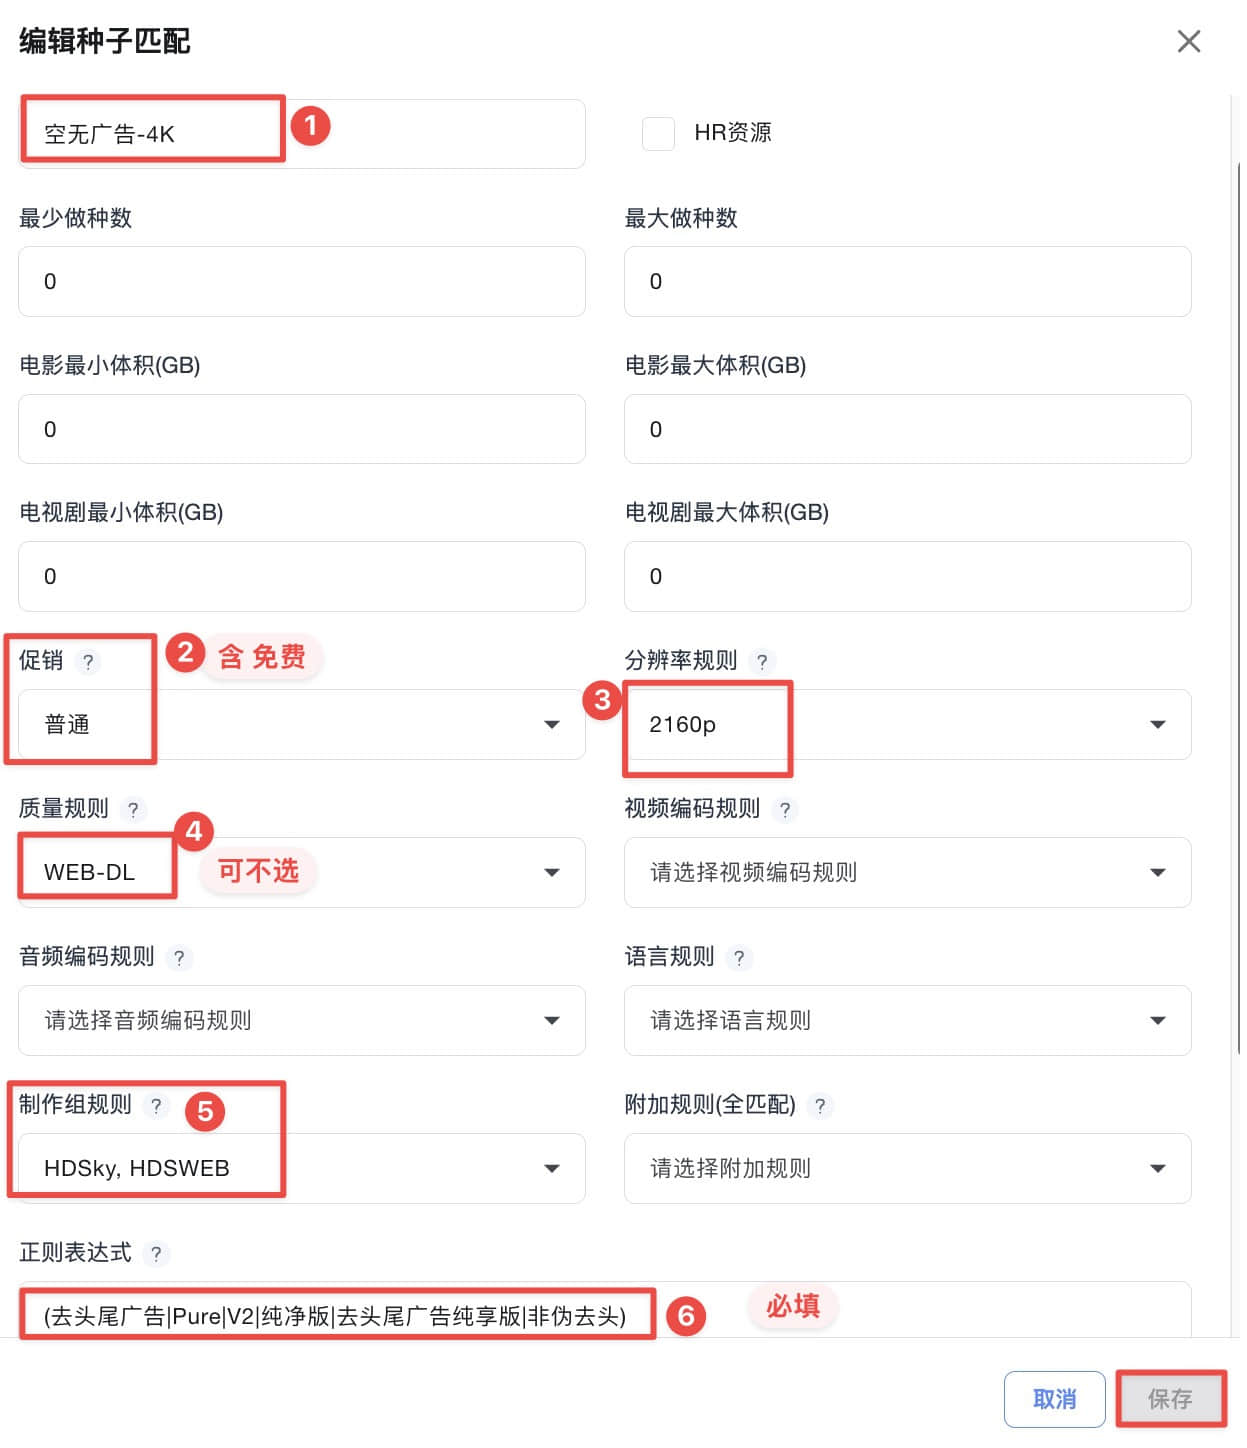 编辑种子匹配
空无广告-4K
1
HR资源
最少做种数
最大做种数
0
0
电影最小体积(GB)
电影最大体积(GB)
0
0
电视剧最小体积(GB)
电视剧最大体积(GB)
0
0
促销 ?
2
含 免费
分辨率规则 ?
普通
3
2160p
质量规则 ?
4
视频编码规则 ?
WEB-DL
可不选
请选择视频编码规则
音频编码规则 ?
语言规则 ?
请选择音频编码规则
请选择语言规则
制作组规则 ?
5
附加规则(全匹配) ?
HDSky, HDSWEB
请选择附加规则
正则表达式 ?
(去头尾广告|Pure|V2|纯净版|去头尾广告纯享版|非伪去头)
6
必填
取消
保存